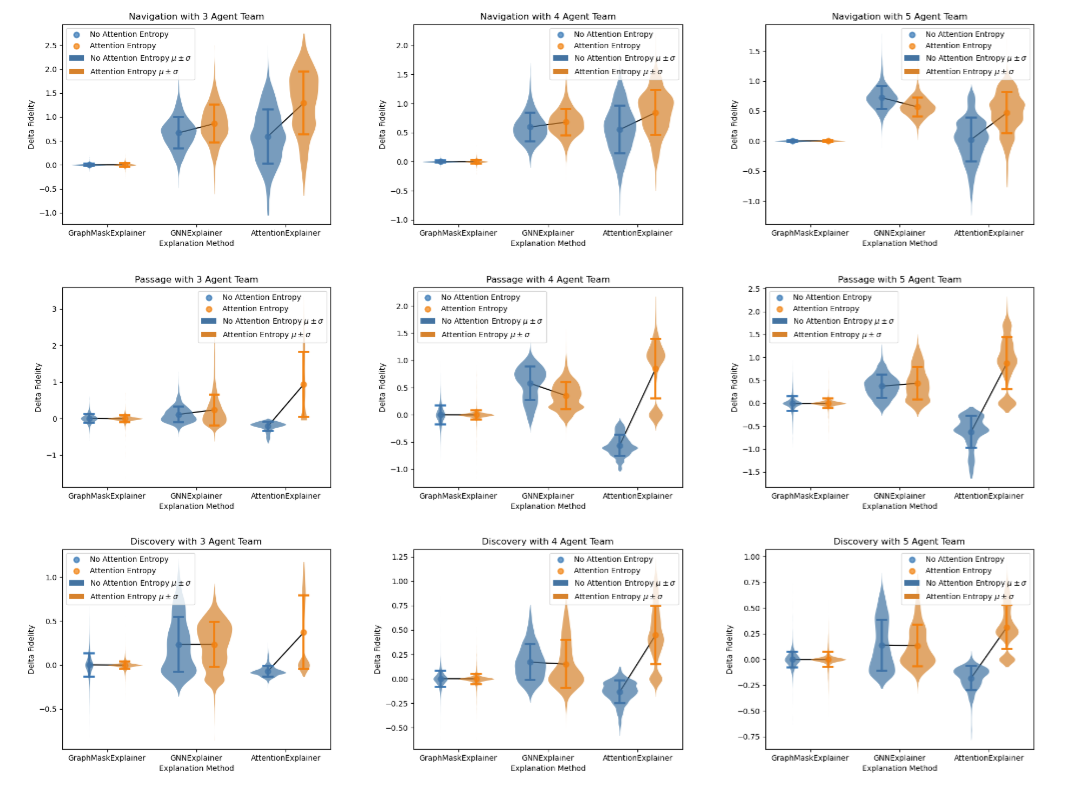 Navigation with 3 Agent Team
Delta Fidelity
2.5
2.0
1.5
1.0
0.5
0.0
−0.5
−1.0
No Attention Entropy
Attention Entropy
No Attention Entropy μ ± σ
Attention Entropy μ ± σ
GraphMaskExplainer GNNExplainer AttentionExplainer
Explanation Method
Navigation with 4 Agent Team
Delta Fidelity
2.0
1.5
1.0
0.5
0.0
−0.5
−1.0
No Attention Entropy
Attention Entropy
No Attention Entropy μ ± σ
Attention Entropy μ ± σ
GraphMaskExplainer GNNExplainer AttentionExplainer
Explanation Method
Navigation with 5 Agent Team
Delta Fidelity
1.5
1.0
0.5
0.0
−0.5
−1.0
No Attention Entropy
Attention Entropy
No Attention Entropy μ ± σ
Attention Entropy μ ± σ
GraphMaskExplainer GNNExplainer AttentionExplainer
Explanation Method
Passage with 3 Agent Team
Delta Fidelity
3
2
1
0
−1
No Attention Entropy
Attention Entropy
No Attention Entropy μ ± σ
Attention Entropy μ ± σ
GraphMaskExplainer GNNExplainer AttentionExplainer
Explanation Method
Passage with 4 Agent Team
Delta Fidelity
2.0
1.5
1.0
0.5
0.0
−0.5
−1.0
No Attention Entropy
Attention Entropy
No Attention Entropy μ ± σ
Attention Entropy μ ± σ
GraphMaskExplainer GNNExplainer AttentionExplainer
Explanation Method
Passage with 5 Agent Team
Delta Fidelity
2.5
2.0
1.5
1.0
0.5
0.0
−0.5
−1.0
−1.5
No Attention Entropy
Attention Entropy
No Attention Entropy μ ± σ
Attention Entropy μ ± σ
GraphMaskExplainer GNNExplainer AttentionExplainer
Explanation Method
Discovery with 3 Agent Team
Delta Fidelity
1.0
0.5
0.0
−0.5
No Attention Entropy
Attention Entropy
No Attention Entropy μ ± σ
Attention Entropy μ ± σ
GraphMaskExplainer GNNExplainer AttentionExplainer
Explanation Method
Discovery with 4 Agent Team
Delta Fidelity
1.25
1.00
0.75
0.50
0.25
0.00
−0.25
−0.50
No Attention Entropy
Attention Entropy
No Attention Entropy μ ± σ
Attention Entropy μ ± σ
GraphMaskExplainer GNNExplainer AttentionExplainer
Explanation Method
Discovery with 5 Agent Team
Delta Fidelity
1.00
0.75
0.50
0.25
0.00
−0.25
−0.50
−0.75
No Attention Entropy
Attention Entropy
No Attention Entropy μ ± σ
Attention Entropy μ ± σ
GraphMaskExplainer GNNExplainer AttentionExplainer
Explanation Method